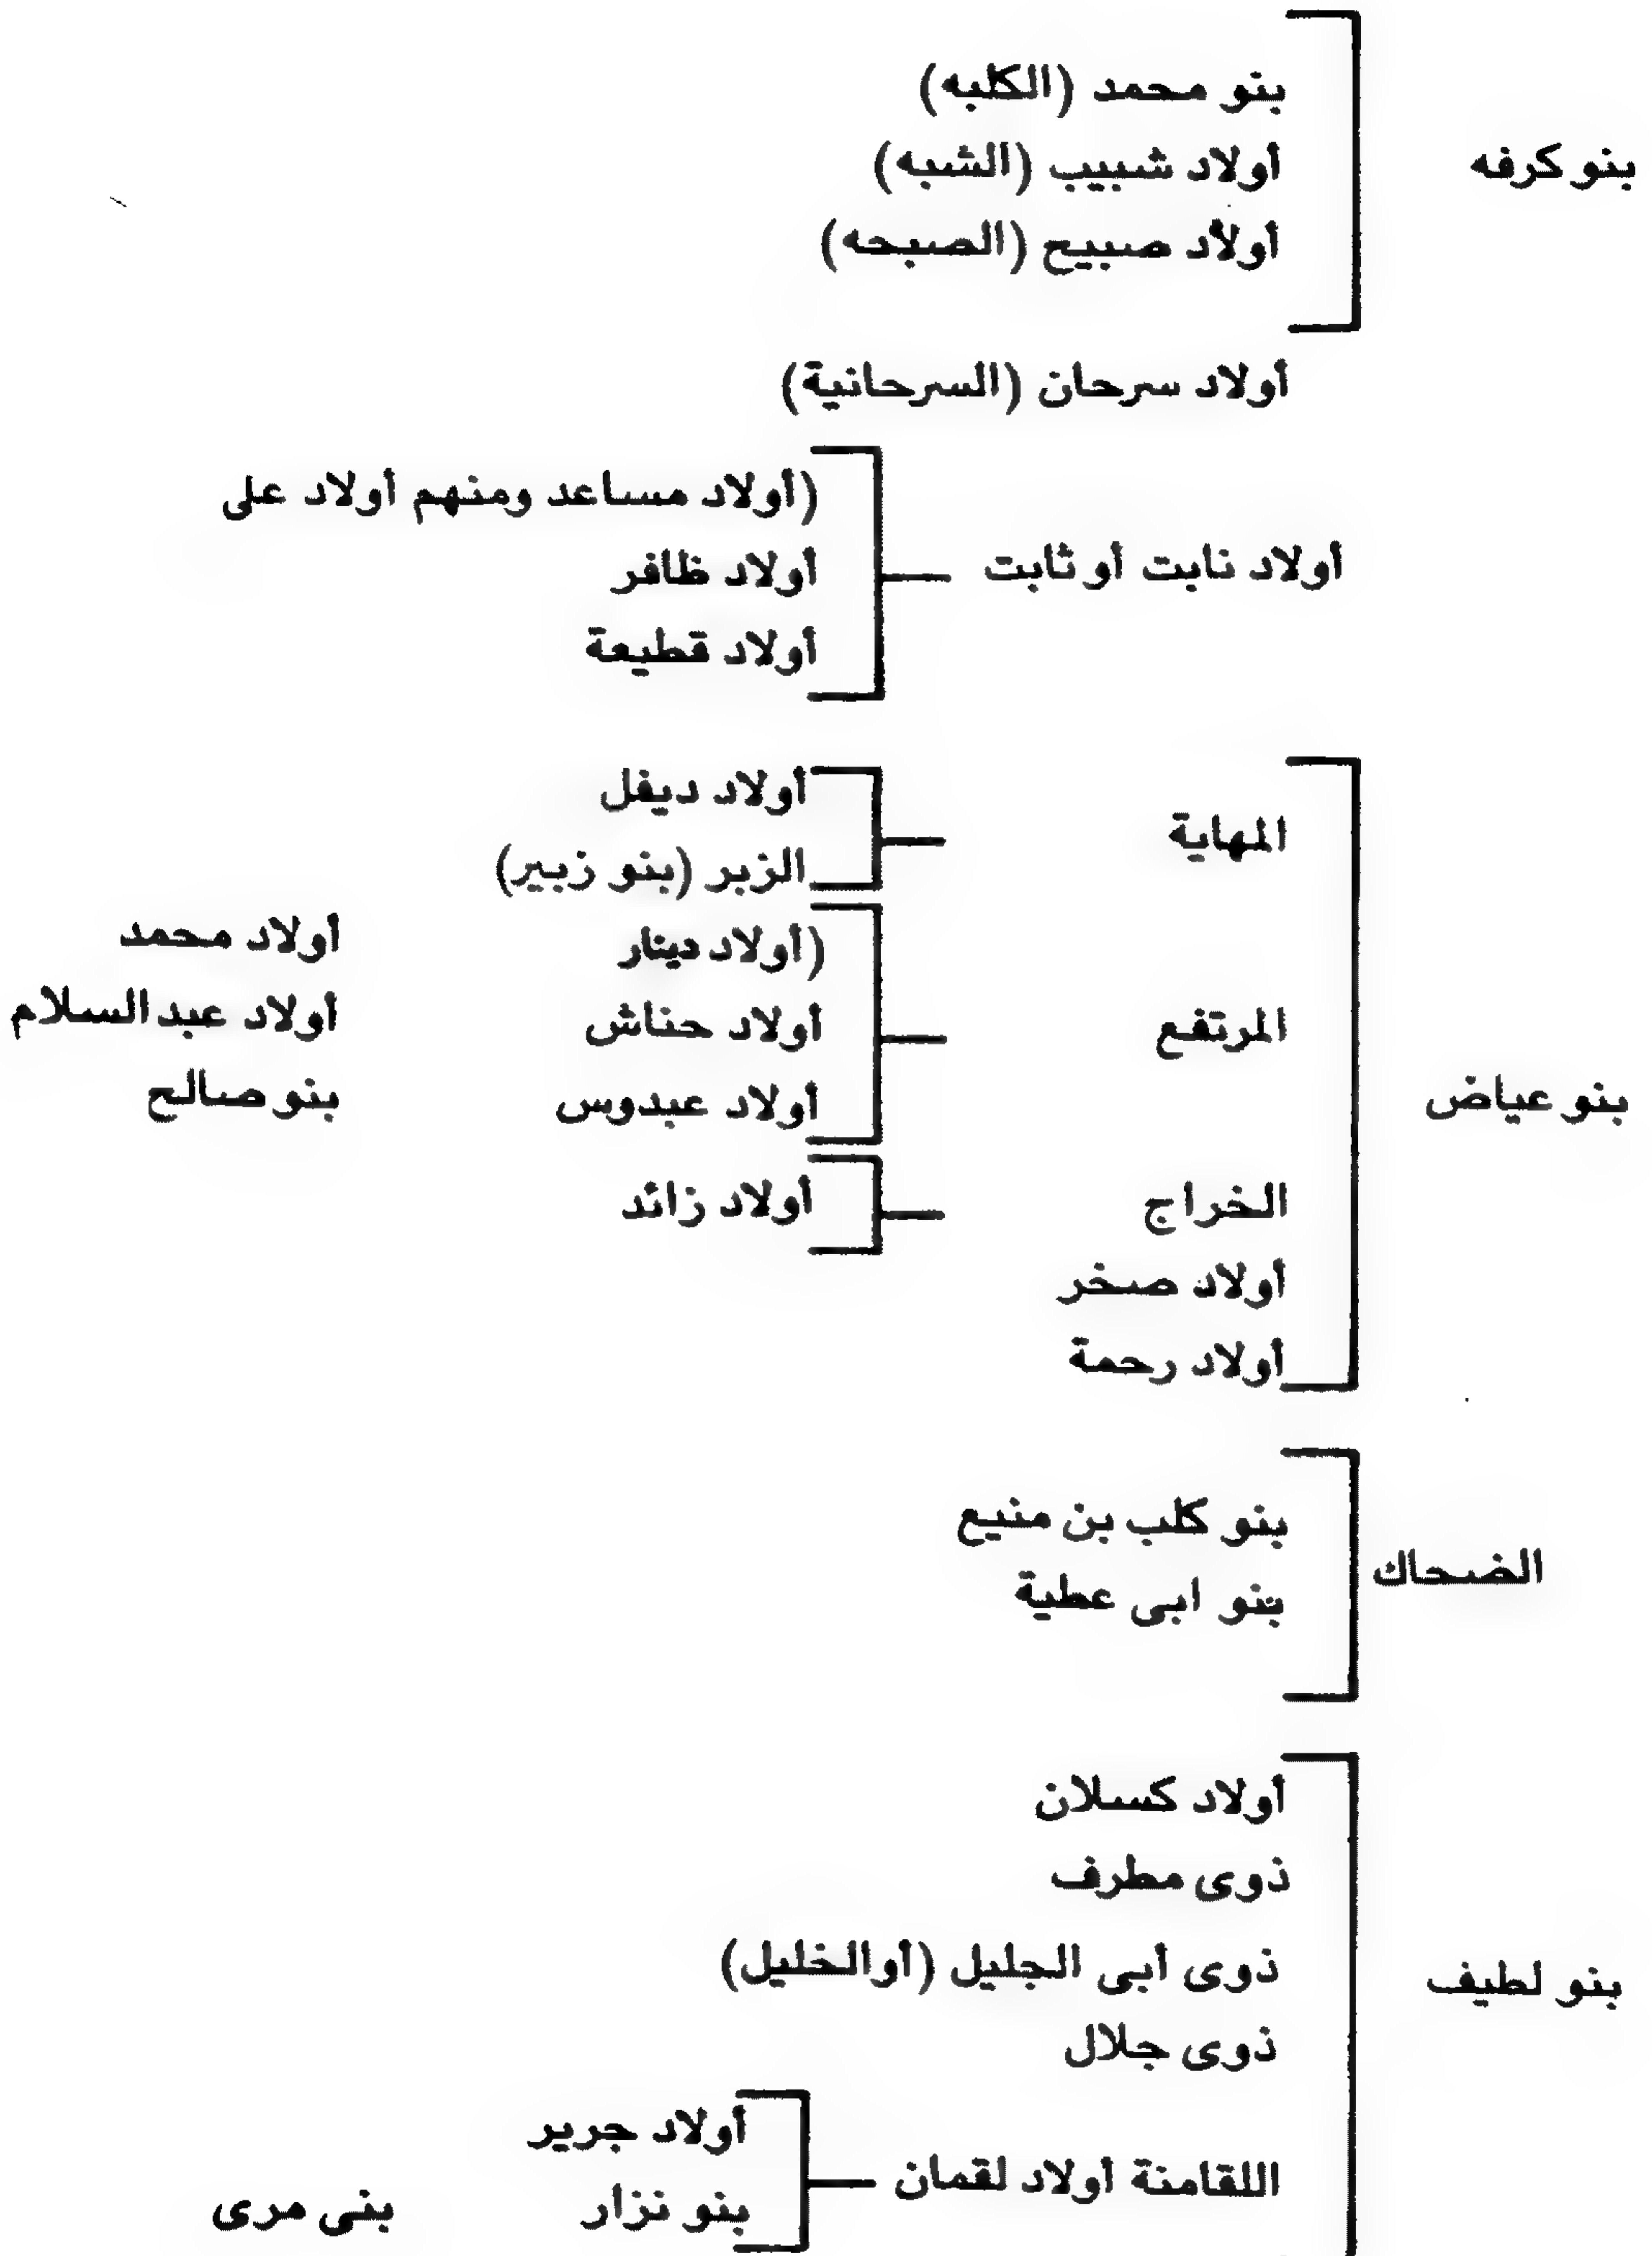 بنو محمد (الكلبه)
بنو كرفه
أولاد شبيب (الشبه)
أولاد صبيح (الصبحه)
أولاد سرحان (السرحانية)
(أولاد مساعد ومنهم أولاد على
أولاد نابت أو ثابت
أولاد ظافر
أولاد قطيعة
أولاد ديفل
المهاية
الزبر (بنو زبير)
(أولاد دينار
أولاد محمد
المرتفع
أولاد حناش
أولاد عبدالسلام
بنو عياض
أولاد عبدوس
بنو صالح
الخراج
أولاد زائد
أولاد صخر
أولاد رحمة
بنو كلب بن منيع
الضحاك
بنو ابى عطية
أولاد كسلان
ذوى مطرف
ذوى أبى الجليل (أو الخليل)
بنو لطيف
ذوى جلال
أولاد جرير
اللقامنة أولاد لقمان
بنو نزار
بنى مرى